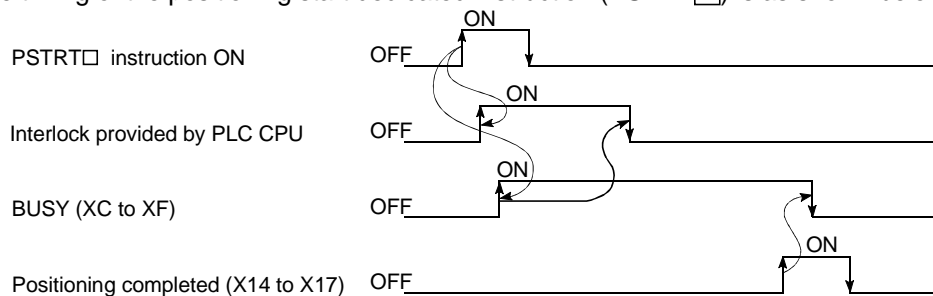 ON
PSTRT□ instruction ON OFF
ON
Interlock provided by PLC CPU OFF
ON
BUSY (XC to XF) OFF
ON
Positioning completed (X14 to X17) OFF